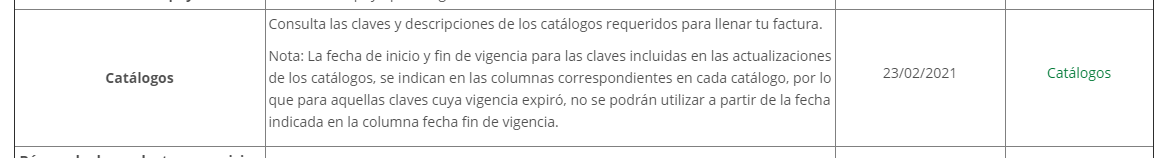 Consulta las claves y descripciones de los catálogos requeridos para llenar tu factura.
Nota: La fecha de inicio y fin de vigencia para las claves incluidas en las actualizaciones
de los catálogos, se indican en las columnas correspondientes en cada catálogo, por lo
que para aquellas claves cuya vigencia expiró, no se podrán utilizar a partir de la fecha
indicada en la columna fecha fin de vigencia.
Catálogos
23/02/2021
Catálogos